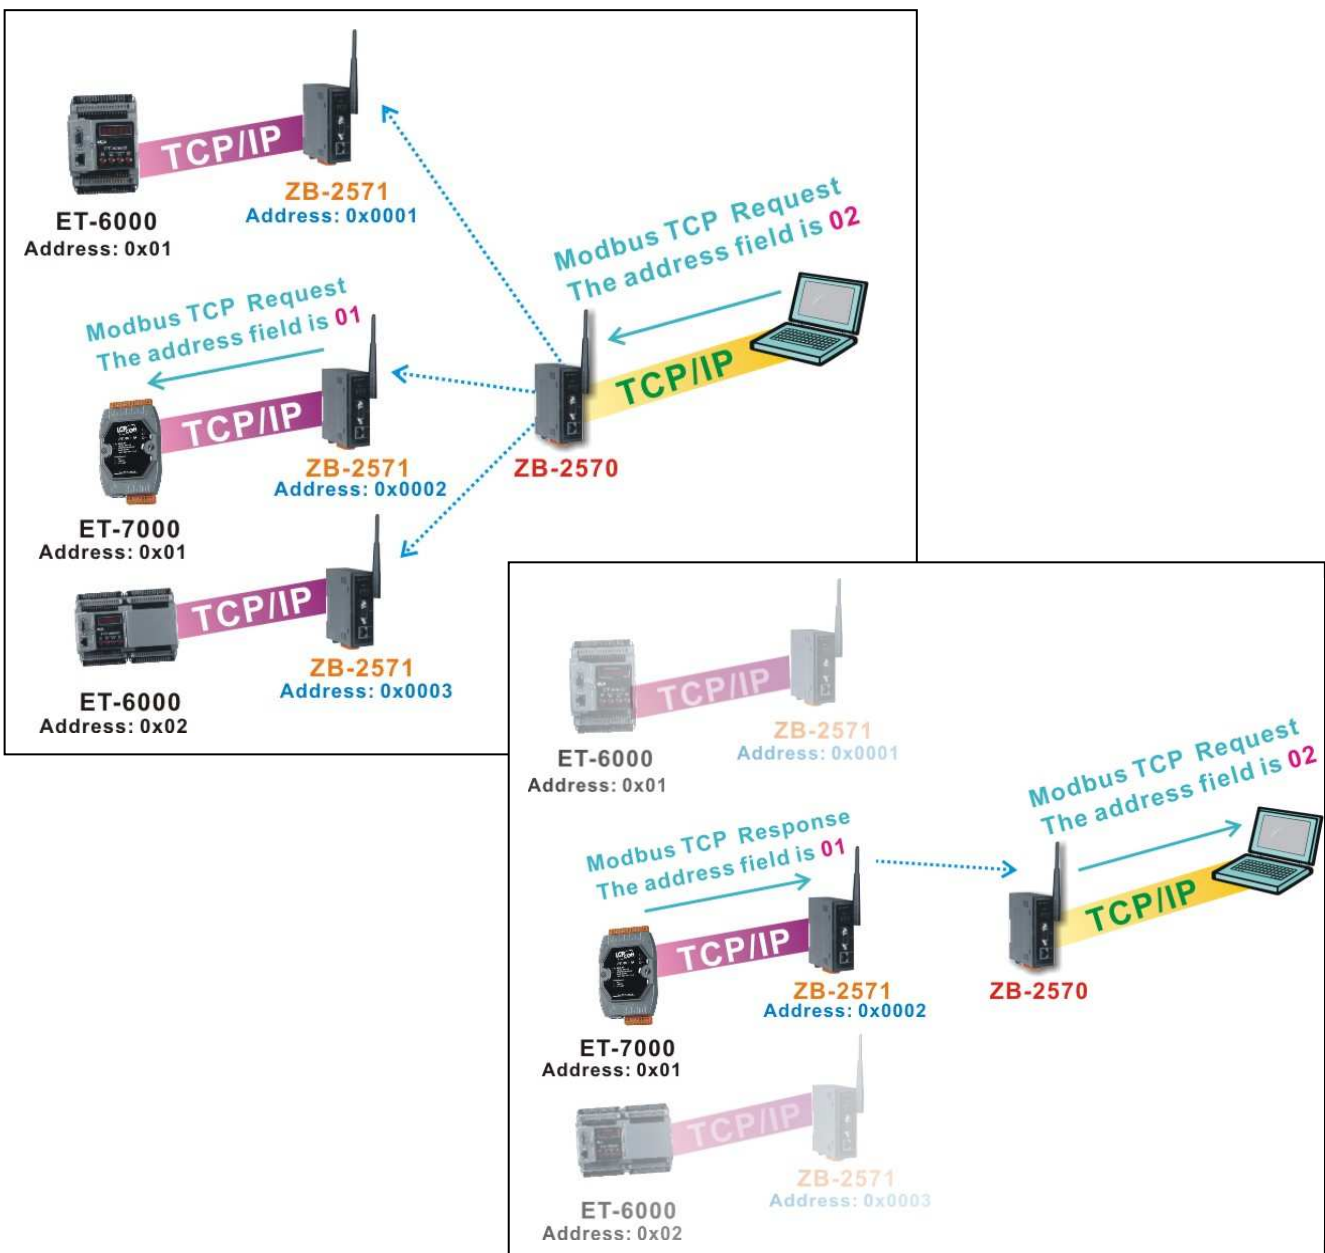 TCP/IP
ZB-2571
Address: 0x0001
ET-6000
Address: 0x01
Modbus TCP Request
The address field is 02
Modbus TCP Request
The address field is 01
TCP/IP
TCP/IP
ZB-2571
Address: 0x0002
ZB-2570
ET-7000
Address: 0x01
TCP/IP
ZB-2571
Address: 0x0003
ET-6000
Address: 0x02
TCP/IP
ZB-2571
Address: 0x0001
ET-6000
Address: 0x01
Modbus TCP Request
The address field is 02
Modbus TCP Response
The address field is 01
TCP/IP
TCP/IP
ZB-2571
Address: 0x0002
ZB-2570
ET-7000
Address: 0x01
TCP/IP
ZB-2571
Address: 0x0003
ET-6000
Address: 0x02